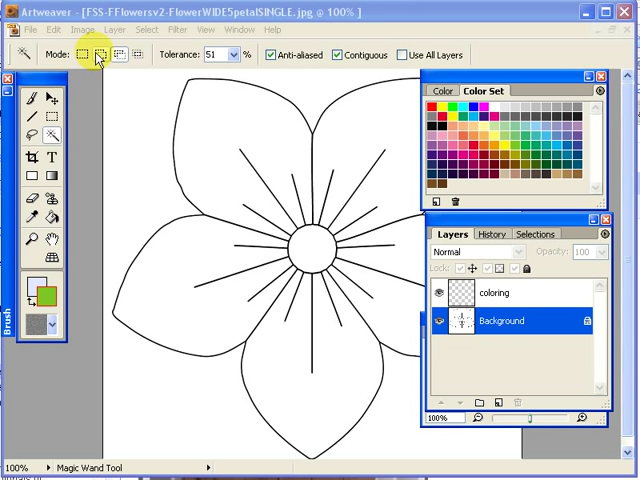 Artweaver - [FSS-FFlowersv2-FlowerWIDE5petalSINGLE.jpg @ 100% ]
File Edit Image Layer Select Filter View Window Help
Mode: Tolerance: 51 % Anti-aliased Contiguous Use All Layers
Color Color Set
Brush
Layers History Selections
Normal Opacity: 100
Lock:
coloring
Background
100%
100% Magic Wand Tool